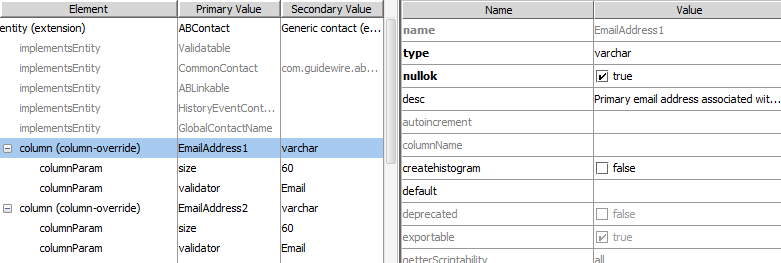 Element Primary Value Secondary Value
entity (extension) ABContact Generic contact (e...
implementsEntity Validatable
implementsEntity CommonContact com.guidewire.ab...
implementsEntity ABLinkable
implementsEntity HistoryEventCont...
implementsEntity GlobalContactName
column (column-override) EmailAddress1 varchar
columnParam size 60
columnParam validator Email
column (column-override) EmailAddress2 varchar
columnParam size 60
columnParam validator Email
Name Value
name EmailAddress1
type varchar
nullok true
desc Primary email address associated wit...
autoincrement
columnName
createhistogram false
default
deprecated false
exportable true
getterScriptability all